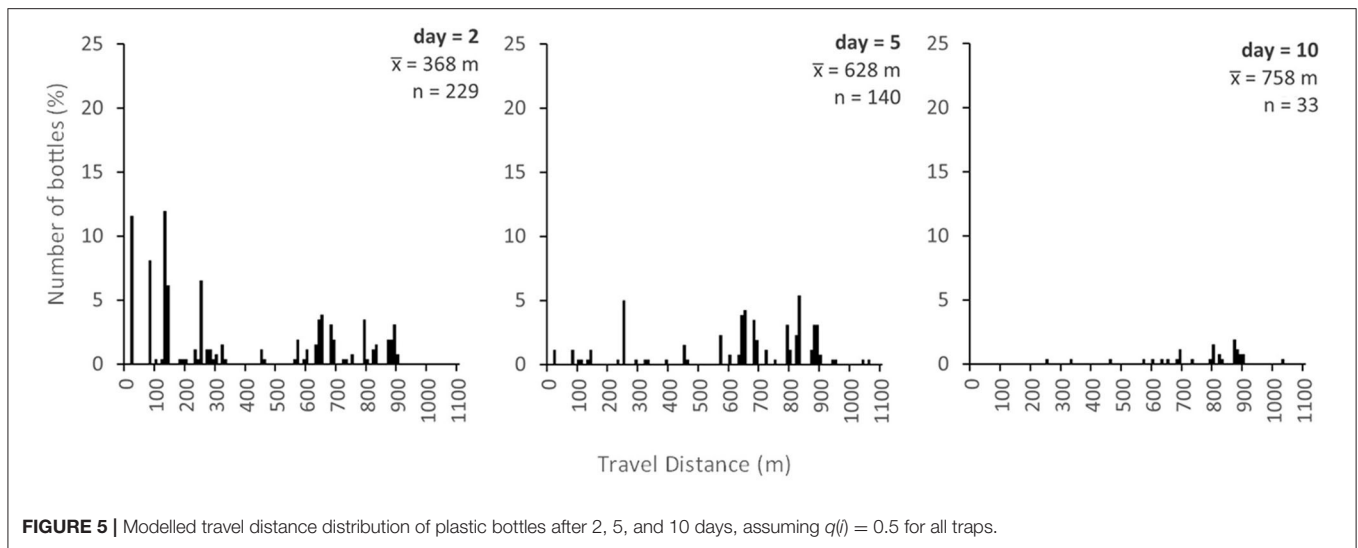 25
20
15
10
5
0
Number of bottles (%)
day = 2
x̅ = 368 m
n = 229
0 100 200 300 400 500 600 700 800 900 1000 1100
25
20
15
10
5
0
day = 5
x̅ = 628 m
n = 140
0 100 200 300 400 500 600 700 800 900 1000 1100
25
20
15
10
5
0
day = 10
x̅ = 758 m
n = 33
0 100 200 300 400 500 600 700 800 900 1000 1100
Travel Distance (m)
FIGURE 5 | Modelled travel distance distribution of plastic bottles after 2, 5, and 10 days, assuming q(i) = 0.5 for all traps.